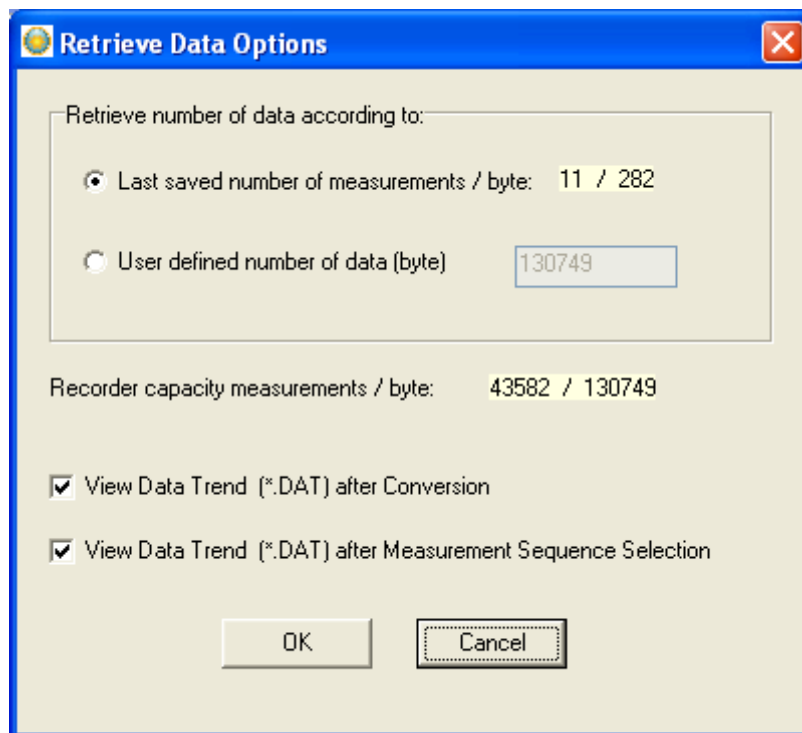 Retrieve Data Options
Retrieve number of data according to:
Last saved number of measurements / byte: 11 / 282
User defined number of data (byte) 130749
Recorder capacity measurements / byte: 43582 / 130749
View Data Trend (*.DAT) after Conversion
View Data Trend (*.DAT) after Measurement Sequence Selection
OK Cancel